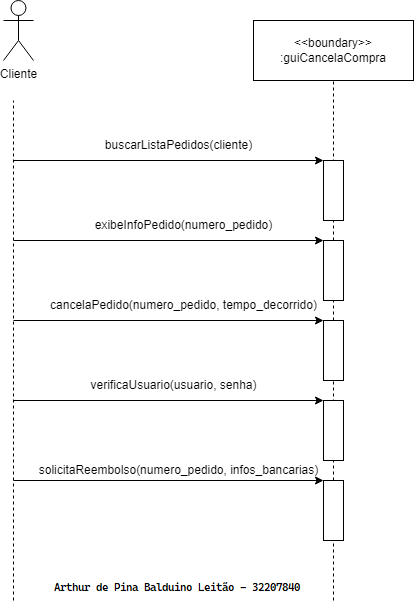 <<boundary>>
:guiCancelaCompra
Cliente
buscarListaPedidos(cliente)
exibeInfoPedido(numero_pedido)
cancelaPedido(numero_pedido, tempo_decorrido)
verificaUsuario(usuario, senha)
solicitaReembolso(numero_pedido, infos_bancarias)
Arthur de Pina Balduino Leitão - 32207840